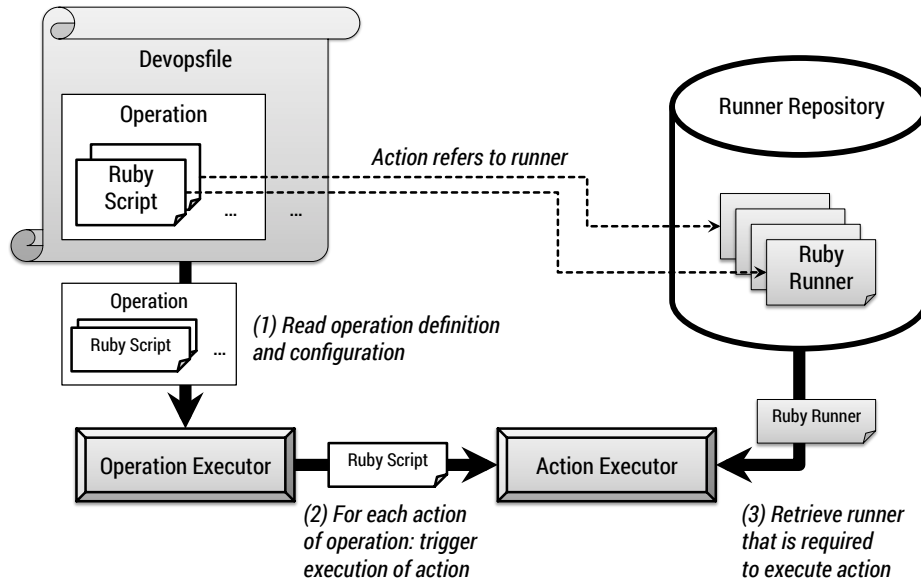 Devopsfile
Operation
Ruby
Script
...
...
Action refers to runner
Runner Repository
Ruby
Runner
Operation
Ruby Script
...
(1) Read operation definition
and configuration
Ruby Runner
Operation Executor
Ruby Script
Action Executor
(2) For each action
of operation: trigger
execution of action
(3) Retrieve runner
that is required
to execute action